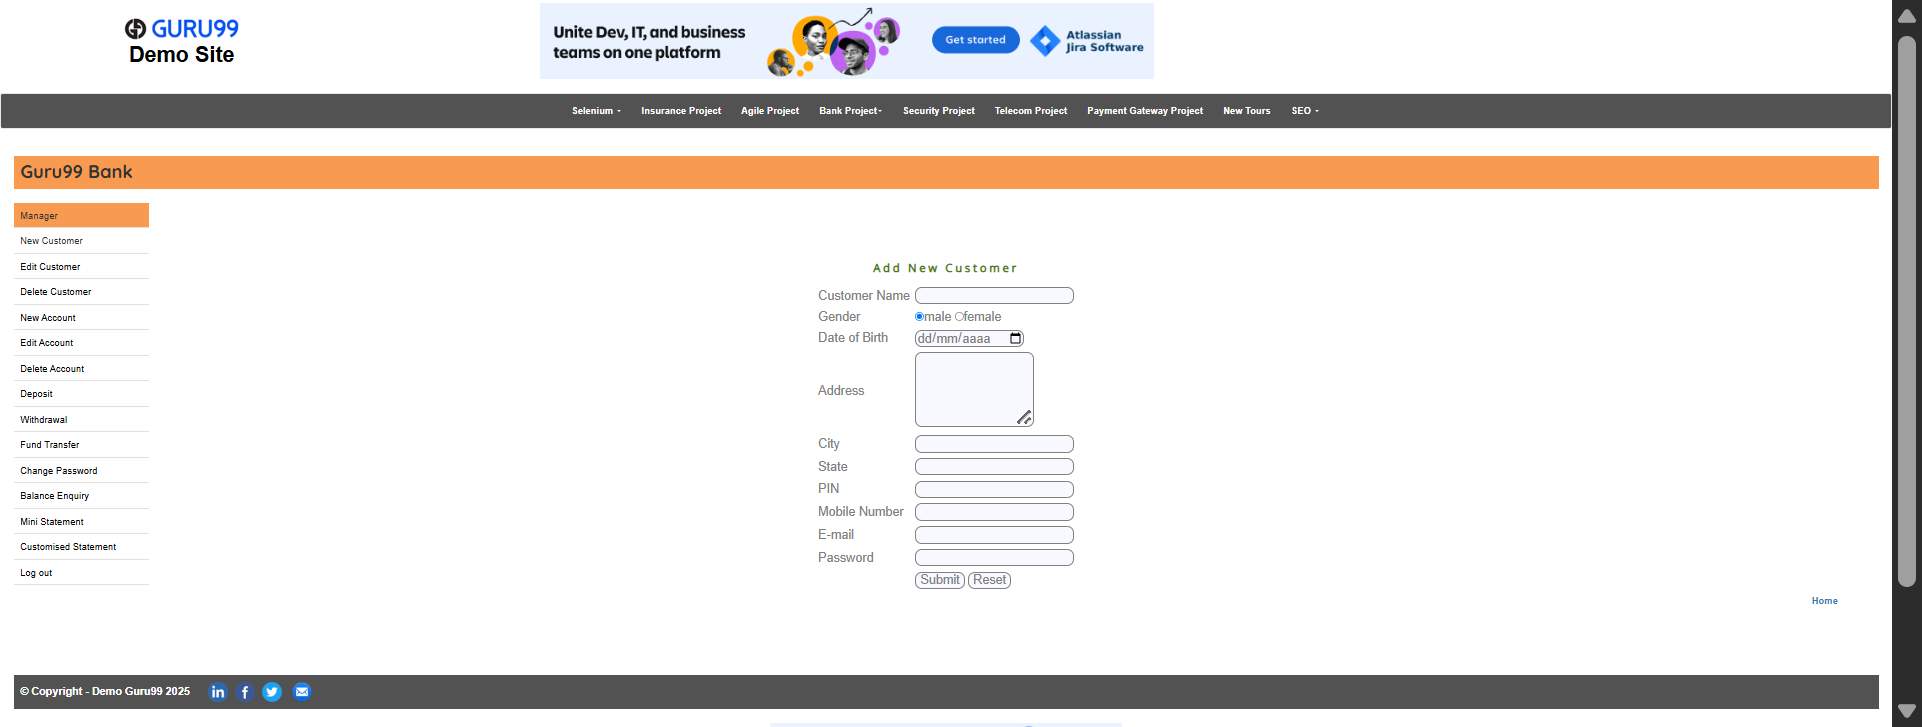 GURU99
Demo Site
Unite Dev, IT, and business
teams on one platform
Get started
Atlassian
Jira Software
Selenium Insurance Project Agile Project Bank Project Security Project Telecom Project Payment Gateway Project New Tours SEO
Guru99 Bank
Manager
New Customer
Edit Customer
Delete Customer
New Account
Edit Account
Delete Account
Deposit
Withdrawal
Fund Transfer
Change Password
Balance Enquiry
Mini Statement
Customised Statement
Log out
Add New Customer
Customer Name
Gender male female
Date of Birth dd/mm/aaaa
Address
City
State
PIN
Mobile Number
E-mail
Password
Submit Reset
Home
© Copyright - Demo Guru99 2025